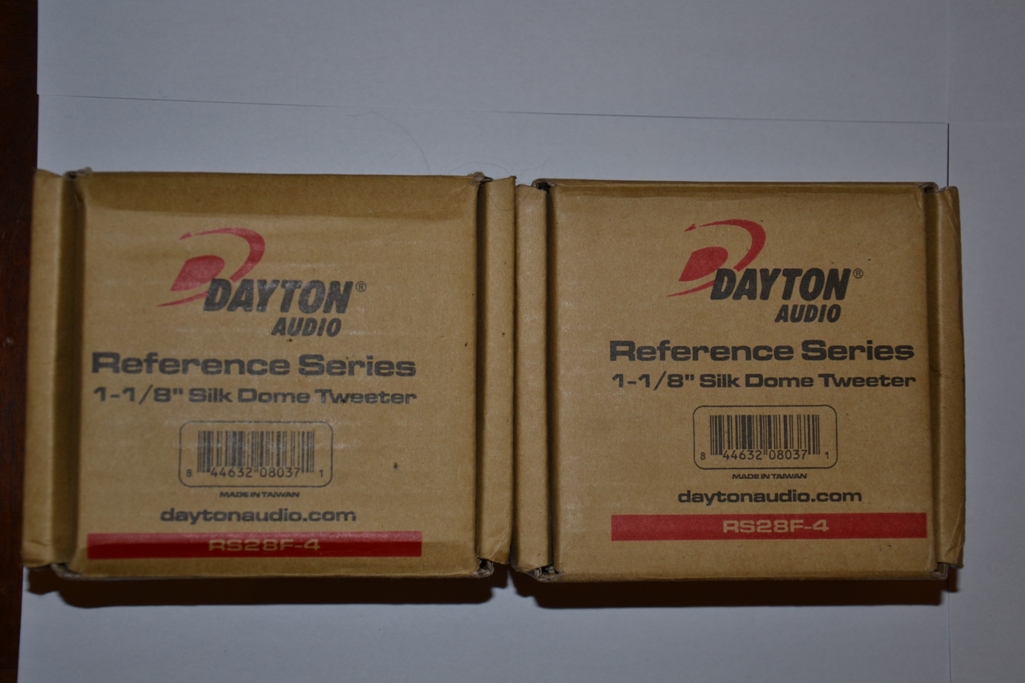 DAYTON®
AUDIO
Reference Series
1-1/8" Silk Dome Tweeter
8 44632 08037 1
MADE IN TAIWAN
daytonaudio.com
RS28F-4
DAYTON®
AUDIO
Reference Series
1-1/8" Silk Dome Tweeter
8 44632 08037 1
MADE IN TAIWAN
daytonaudio.com
RS28F-4